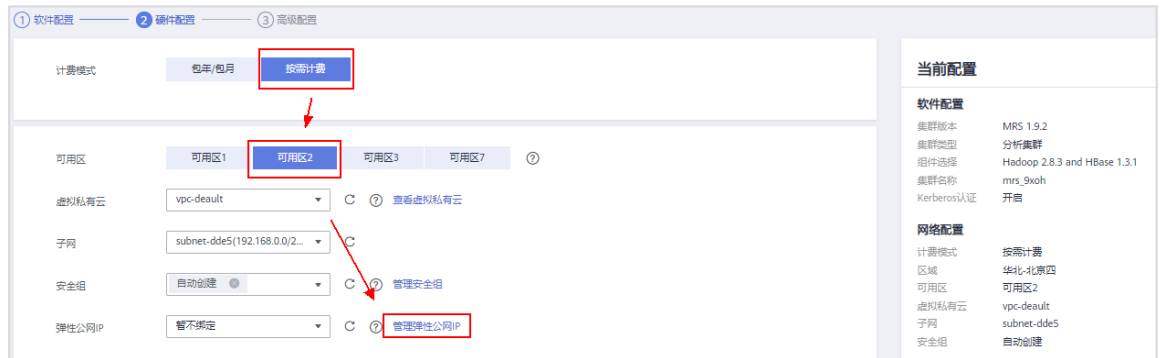 1 软件配置 2 硬件配置 3 高级配置
计费模式 包年/包月 按需计费
可用区 可用区1 可用区2 可用区3 可用区7 ?
虚拟私有云 vpc-deault ? 查看虚拟私有云
子网 subnet-dde5(192.168.0.0/2...
安全组 自动创建 ? 管理安全组
弹性公网IP 暂不绑定 ? 管理弹性公网IP
当前配置
软件配置
集群版本 MRS 1.9.2
集群类型 分析集群
组件选择 Hadoop 2.8.3 and HBase 1.3.1
集群名称 mrs_9xoh
Kerberos认证 开启
网络配置
计费模式 按需计费
区域 华北-北京四
可用区 可用区2
虚拟私有云 vpc-deault
子网 subnet-dde5
安全组 自动创建